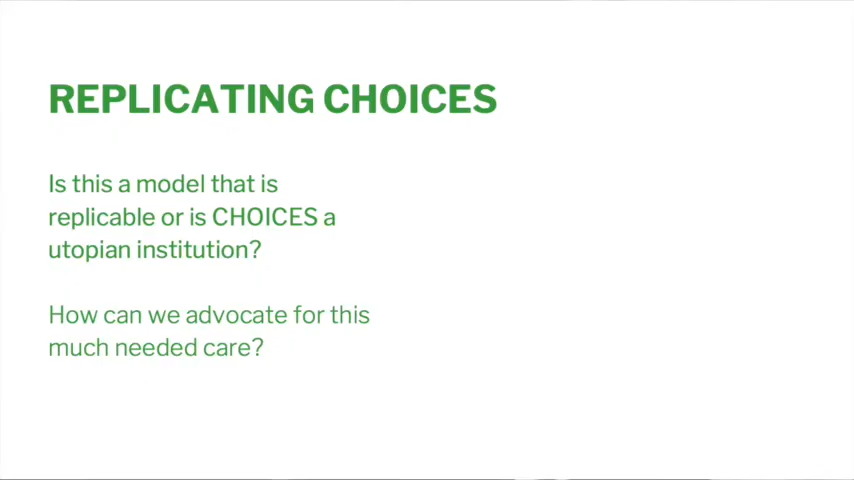 REPLICATING CHOICES
Is this a model that is
replicable or is CHOICES a
utopian institution?
How can we advocate for this
much needed care?